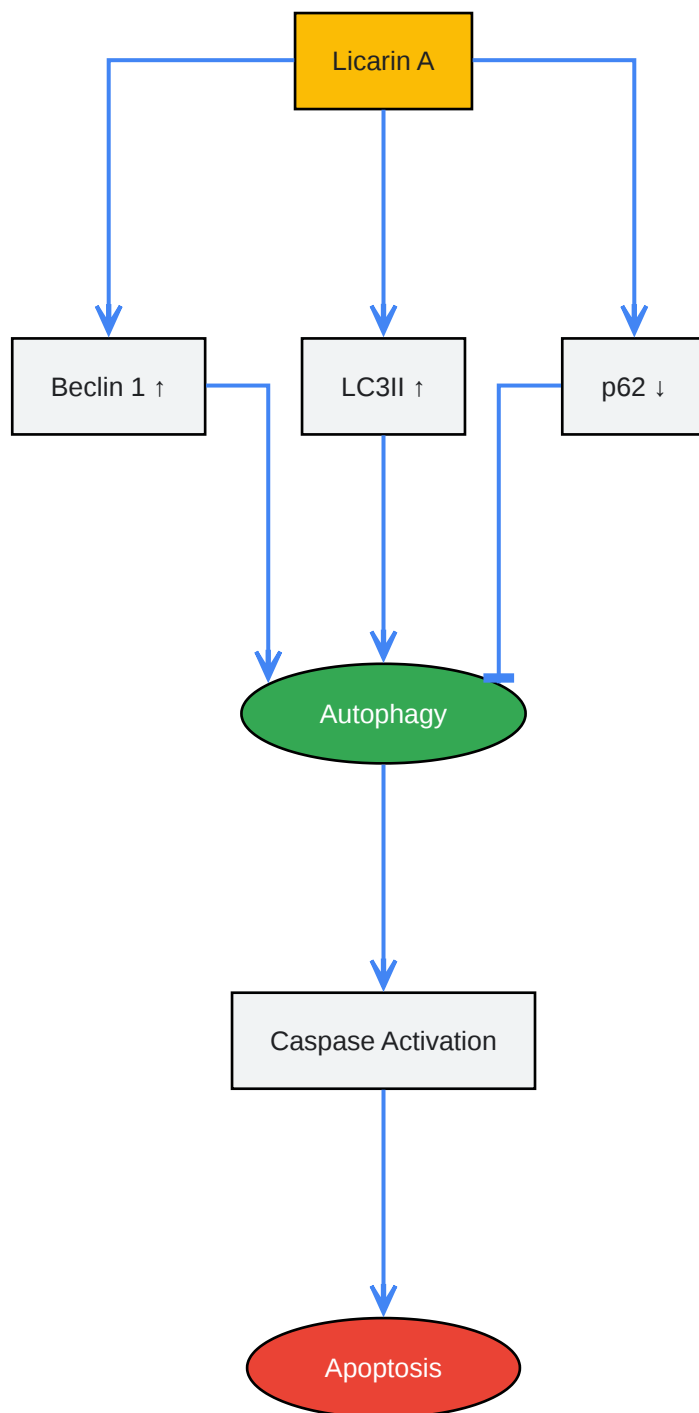 Licarin A
Beclin 1 ↑
LC3II ↑
p62 ↓
Autophagy
Caspase Activation
Apoptosis